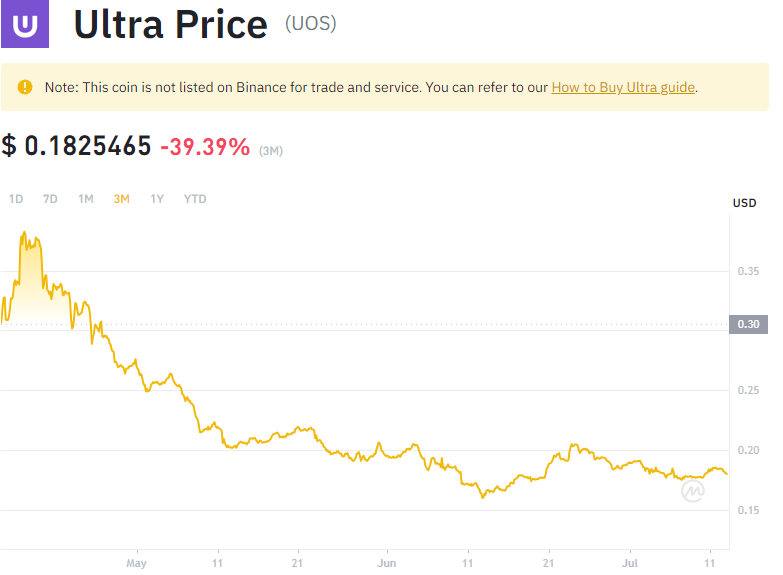 Ultra Price (UOS)
Note: This coin is not listed on Binance for trade and service. You can refer to our How to Buy Ultra guide.
$ 0.1825465 -39.39% (3M)
1D 7D 1M 3M 1Y YTD
USD
0.35
0.30
0.25
0.20
0.15
May 11 21 Jun 11 21 Jul 11